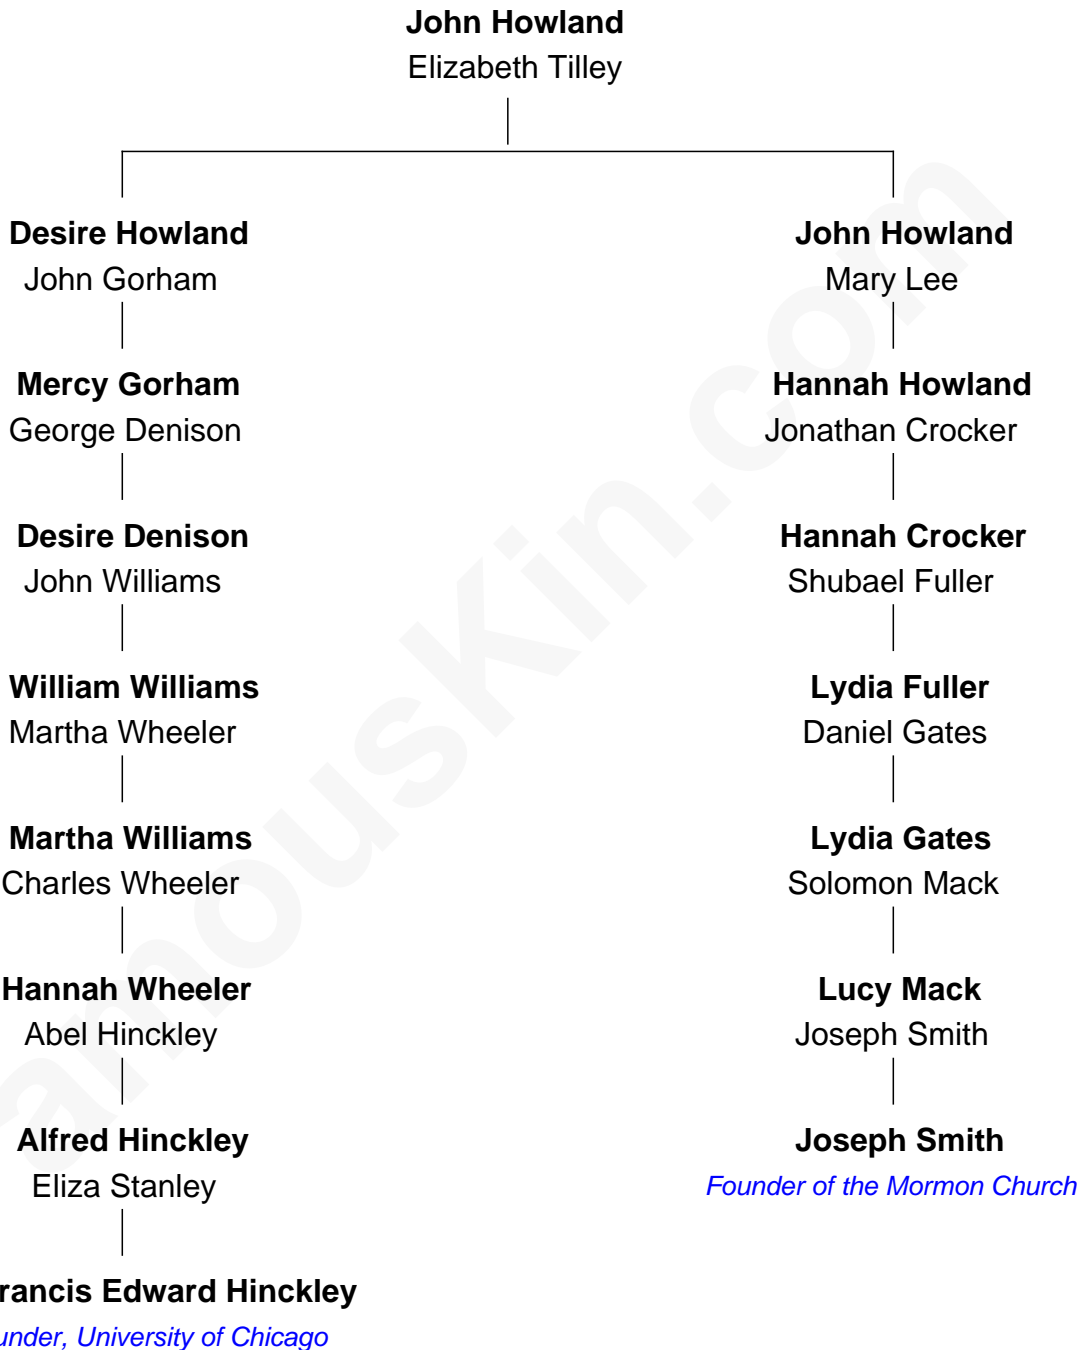 John Howland
Elizabeth Tilley
Desire Howland
John Gorham
John Howland
Mary Lee
Mercy Gorham
George Denison
Hannah Howland
Jonathan Crocker
Desire Denison
John Williams
Hannah Crocker
Shubael Fuller
William Williams
Martha Wheeler
Lydia Fuller
Daniel Gates
Martha Williams
Charles Wheeler
Lydia Gates
Solomon Mack
Hannah Wheeler
Abel Hinckley
Lucy Mack
Joseph Smith
Alfred Hinckley
Eliza Stanley
Joseph Smith
Founder of the Mormon Church
rancis Edward Hinckley
under, University of Chicago
amousKin.com